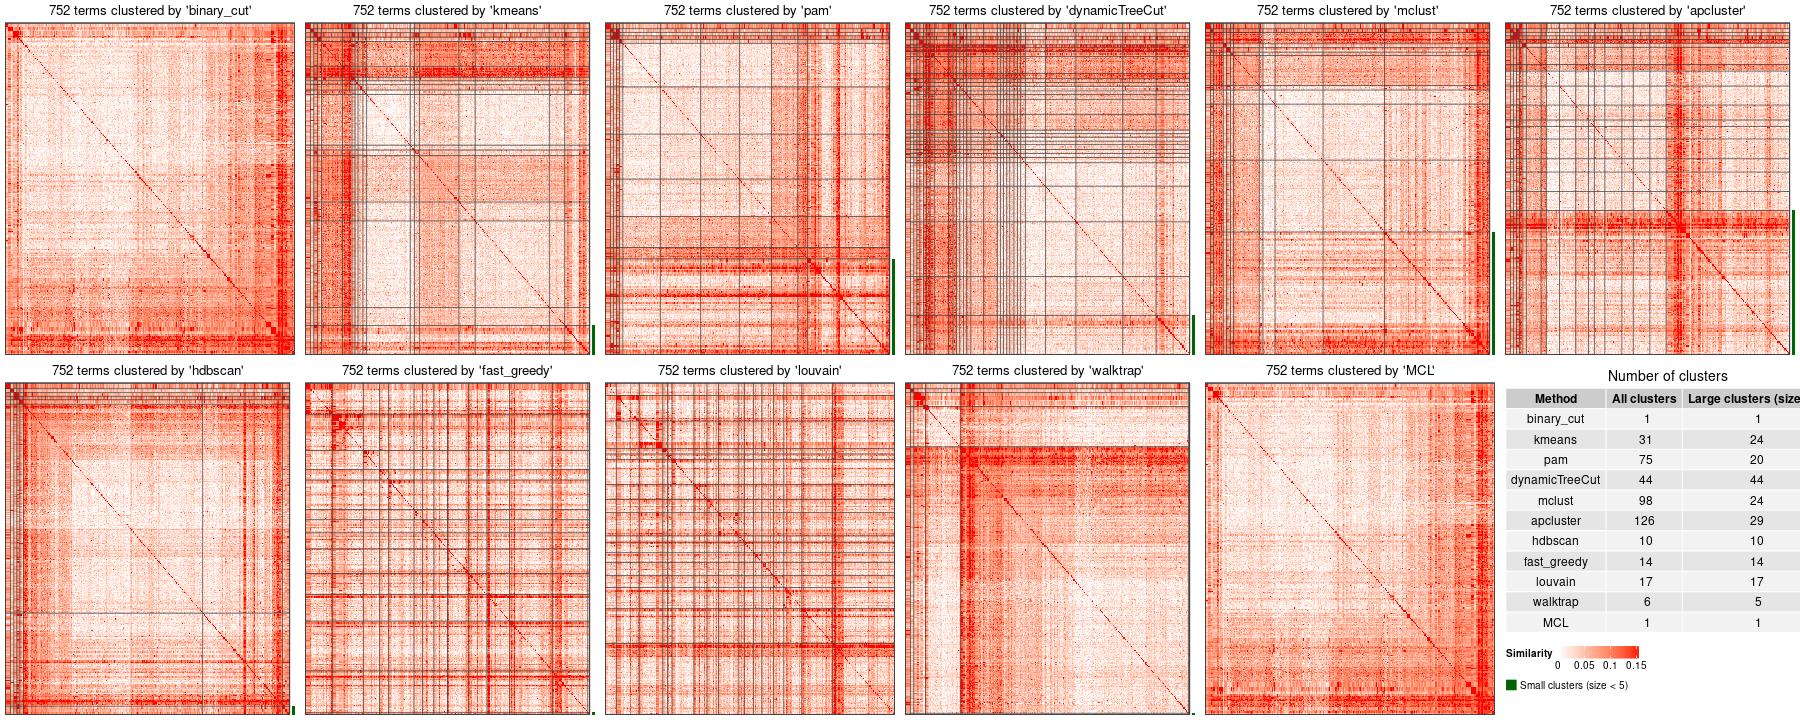 752 terms clustered by 'binary_cut'
752 terms clustered by 'kmeans'
752 terms clustered by 'pam'
752 terms clustered by 'dynamicTreeCut'
752 terms clustered by 'mclust'
752 terms clustered by 'apcluster'
752 terms clustered by 'hdbscan'
752 terms clustered by 'fast_greedy'
752 terms clustered by 'louvain'
752 terms clustered by 'walktrap'
752 terms clustered by 'MCL'
Number of clusters
Method All clusters Large clusters (size
binary_cut 1 1
kmeans 31 24
pam 75 20
dynamicTreeCut 44 44
mclust 98 24
apcluster 126 29
hdbscan 10 10
fast_greedy 14 14
louvain 17 17
walktrap 6 5
MCL 1 1
Similarity
0 0.05 0.1 0.15
Small clusters (size < 5)